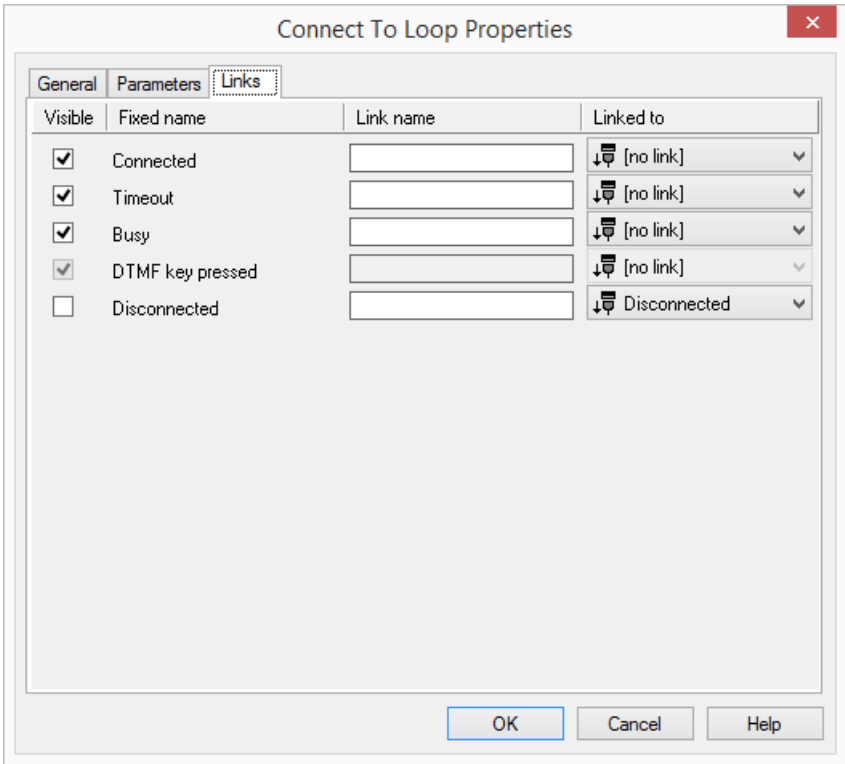 Connect To Loop Properties
General Parameters Links
Visible Fixed name Link name Linked to
Connected [no link]
Timeout [no link]
Busy [no link]
DTMF key pressed [no link]
Disconnected Disconnected
OK Cancel Help